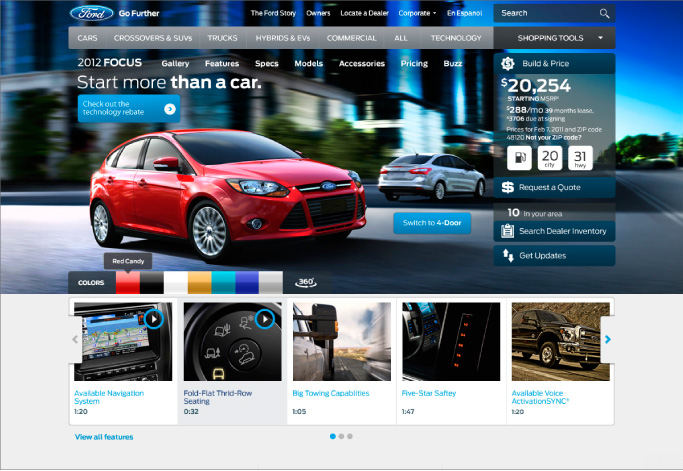 Ford Go Further
The Ford Story Owners Locate a Dealer Corporate En Espanol Search
CARS CROSSOVERS & SUVs TRUCKS HYBRIDS & EVs COMMERCIAL ALL TECHNOLOGY SHOPPING TOOLS
2012 FOCUS Gallery Features Specs Models Accessories Pricing Buzz
Start more than a car.
Check out the
technology rebate
Build & Price
$20,254
STARTING MSRP
$288/mo 39 months lease.
$3706 due at signing
Prices for Feb 7, 2011 and ZIP code
48120 Not your ZIP code?
20 city
31 hwy
Request a Quote
Switch to 4-Door
10 In your area
Search Dealer Inventory
Get Updates
Red Candy
COLORS
360°
Available Navigation
System
1:20
Fold-Flat Thrid-Row
Seating
0:32
Big Towing Capabilities
1:05
Five-Star Saftey
1:47
Available Voice
ActivationSYNC®
1:20
View all features